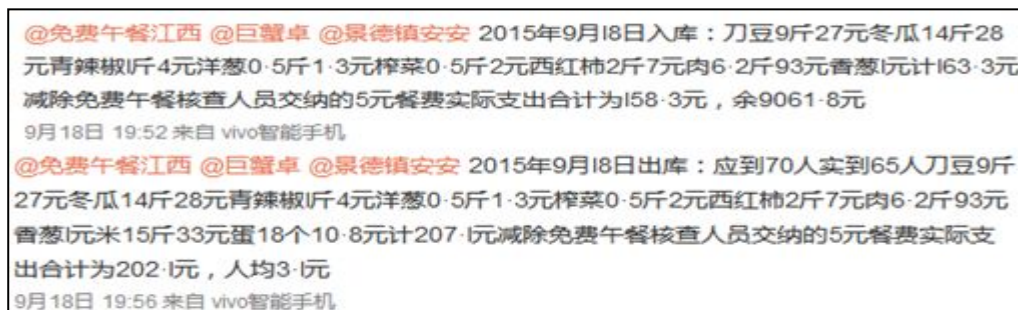 @免费午餐江西 @巨蟹卓 @景德镇安安 2015年9月l8日入库：刀豆9斤27元冬瓜14斤28
元青辣椒l斤4元洋葱0·5斤1·3元榨菜0·5斤2元西红柿2斤7元肉6·2斤93元香葱l元计l63·3元
减除免费午餐核查人员交纳的5元餐费实际支出合计为l58·3元，余9061·8元
9月18日 19:52 来自 vivo智能手机
@免费午餐江西 @巨蟹卓 @景德镇安安 2015年9月l8日出库：应到70人实到65人刀豆9斤
27元冬瓜14斤28元青辣椒l斤4元洋葱0·5斤1·3元榨菜0·5斤2元西红柿2斤7元肉6·2斤93元
香葱l元米15斤33元蛋18个10·8元计207·l元减除免费午餐核查人员交纳的5元餐费实际支
出合计为202·l元，人均3·l元
9月18日 19:56 来自 vivo智能手机